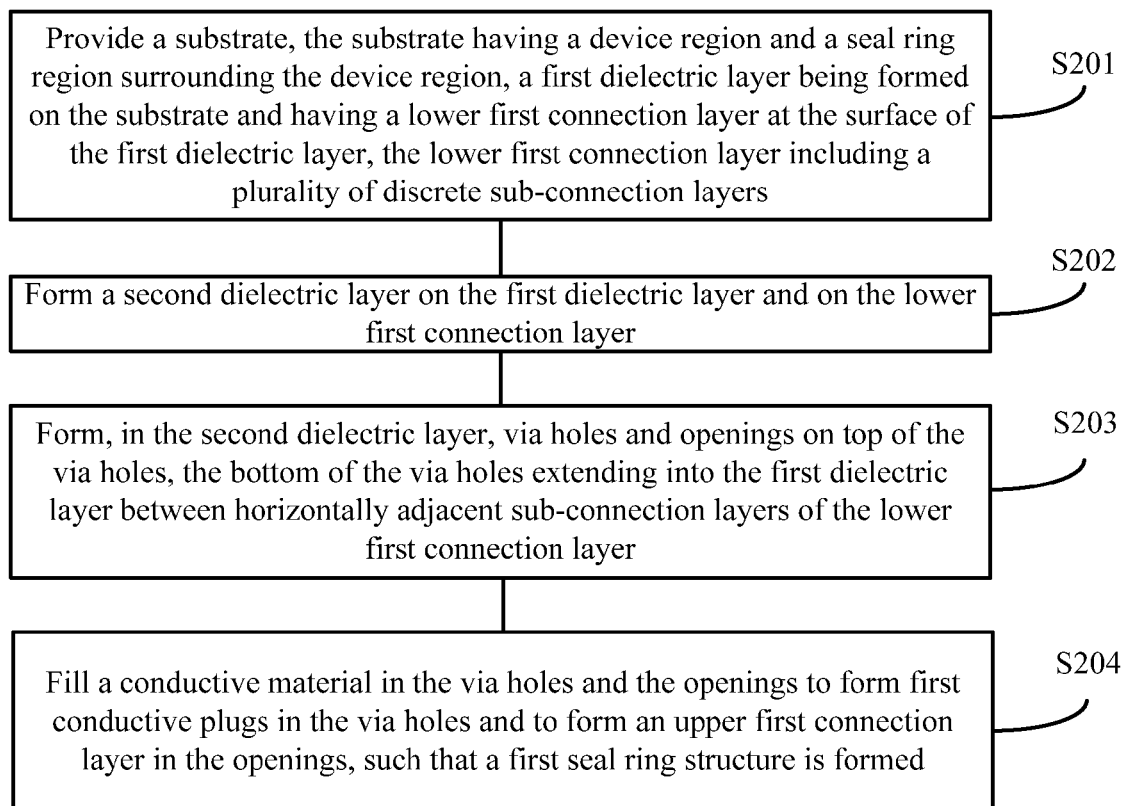 Provide a substrate, the substrate having a device region and a seal ring
region surrounding the device region, a first dielectric layer being formed
on the substrate and having a lower first connection layer at the surface of
the first dielectric layer, the lower first connection layer including a
plurality of discrete sub-connection layers
S201
S202
Form a second dielectric layer on the first dielectric layer and on the lower
first connection layer
Form, in the second dielectric layer, via holes and openings on top of the
via holes, the bottom of the via holes extending into the first dielectric
layer between horizontally adjacent sub-connection layers of the lower
first connection layer
S203
Fill a conductive material in the via holes and the openings to form first
conductive plugs in the via holes and to form an upper first connection
layer in the openings, such that a first seal ring structure is formed
S204